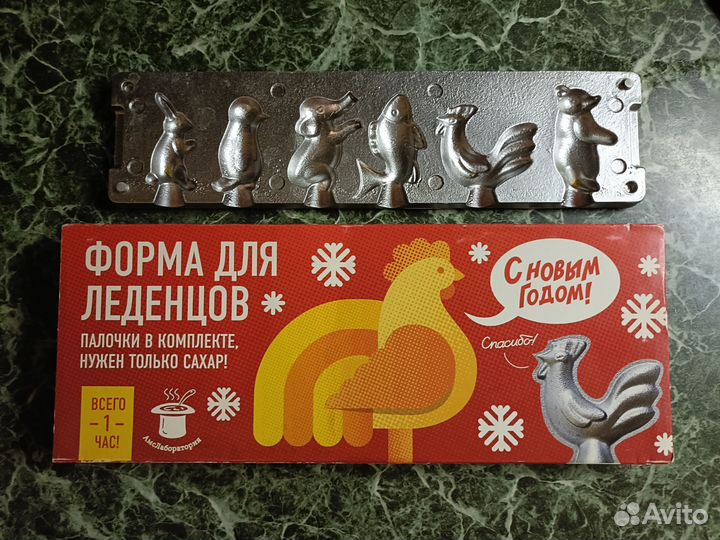 ФОРМА ДЛЯ
ЛЕДЕНЦОВ
ПАЛОЧКИ В КОМПЛЕКТЕ,
НУЖЕН ТОЛЬКО САХАР!
ВСЕГО
–1–
ЧАС!
АмсЛаборатория
С НОВЫМ
ГОДОМ!
Спасибо!
Avito